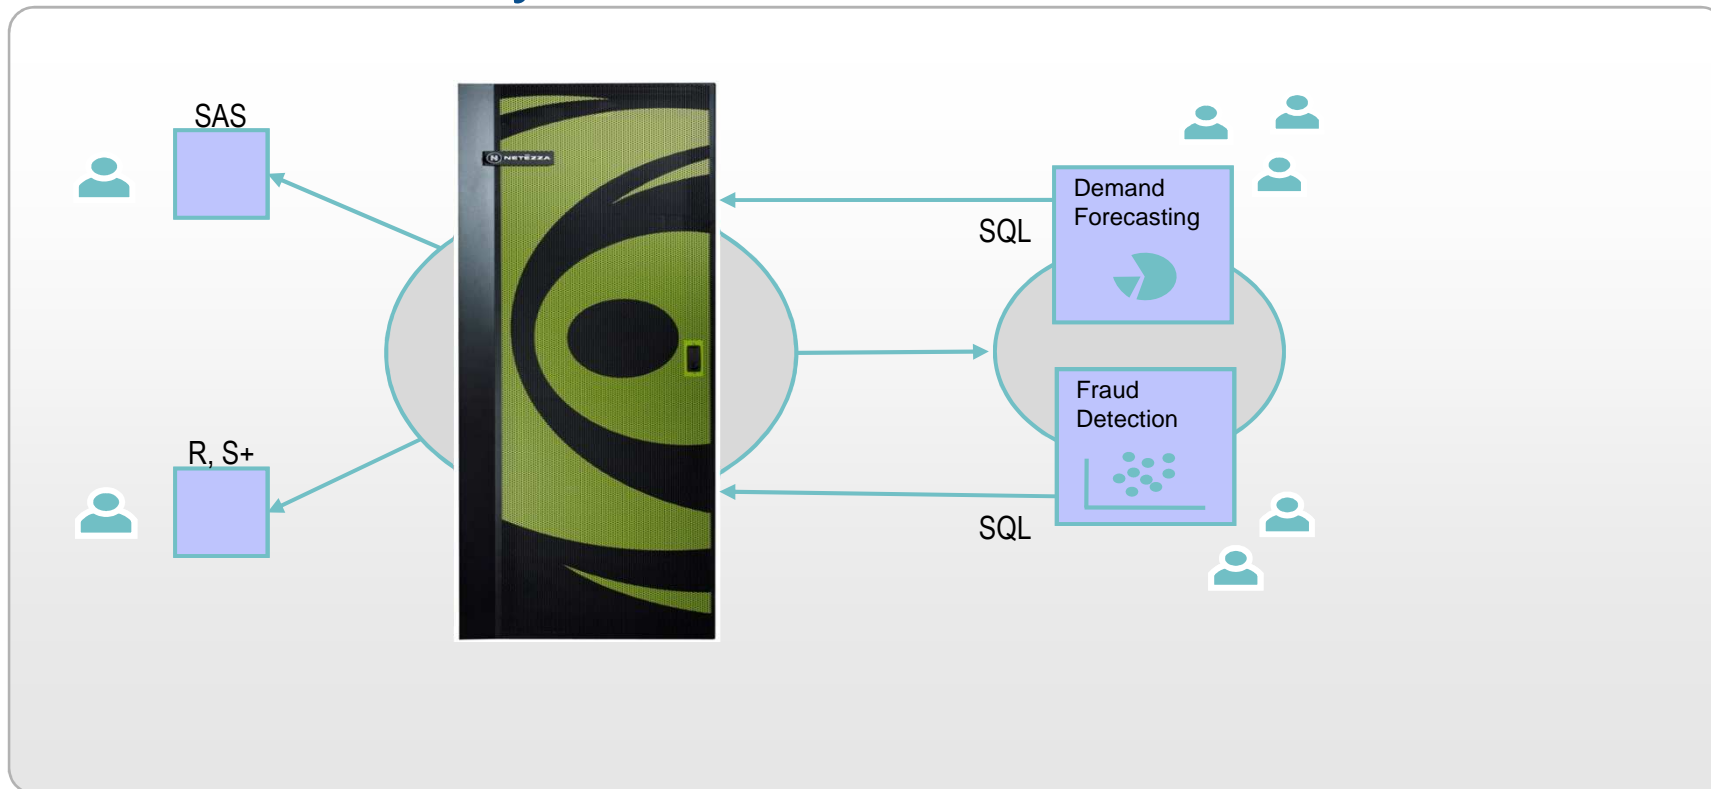 SAS
NETEZZA
Demand
Forecasting
SQL
Fraud
Detection
R, S+
SQL